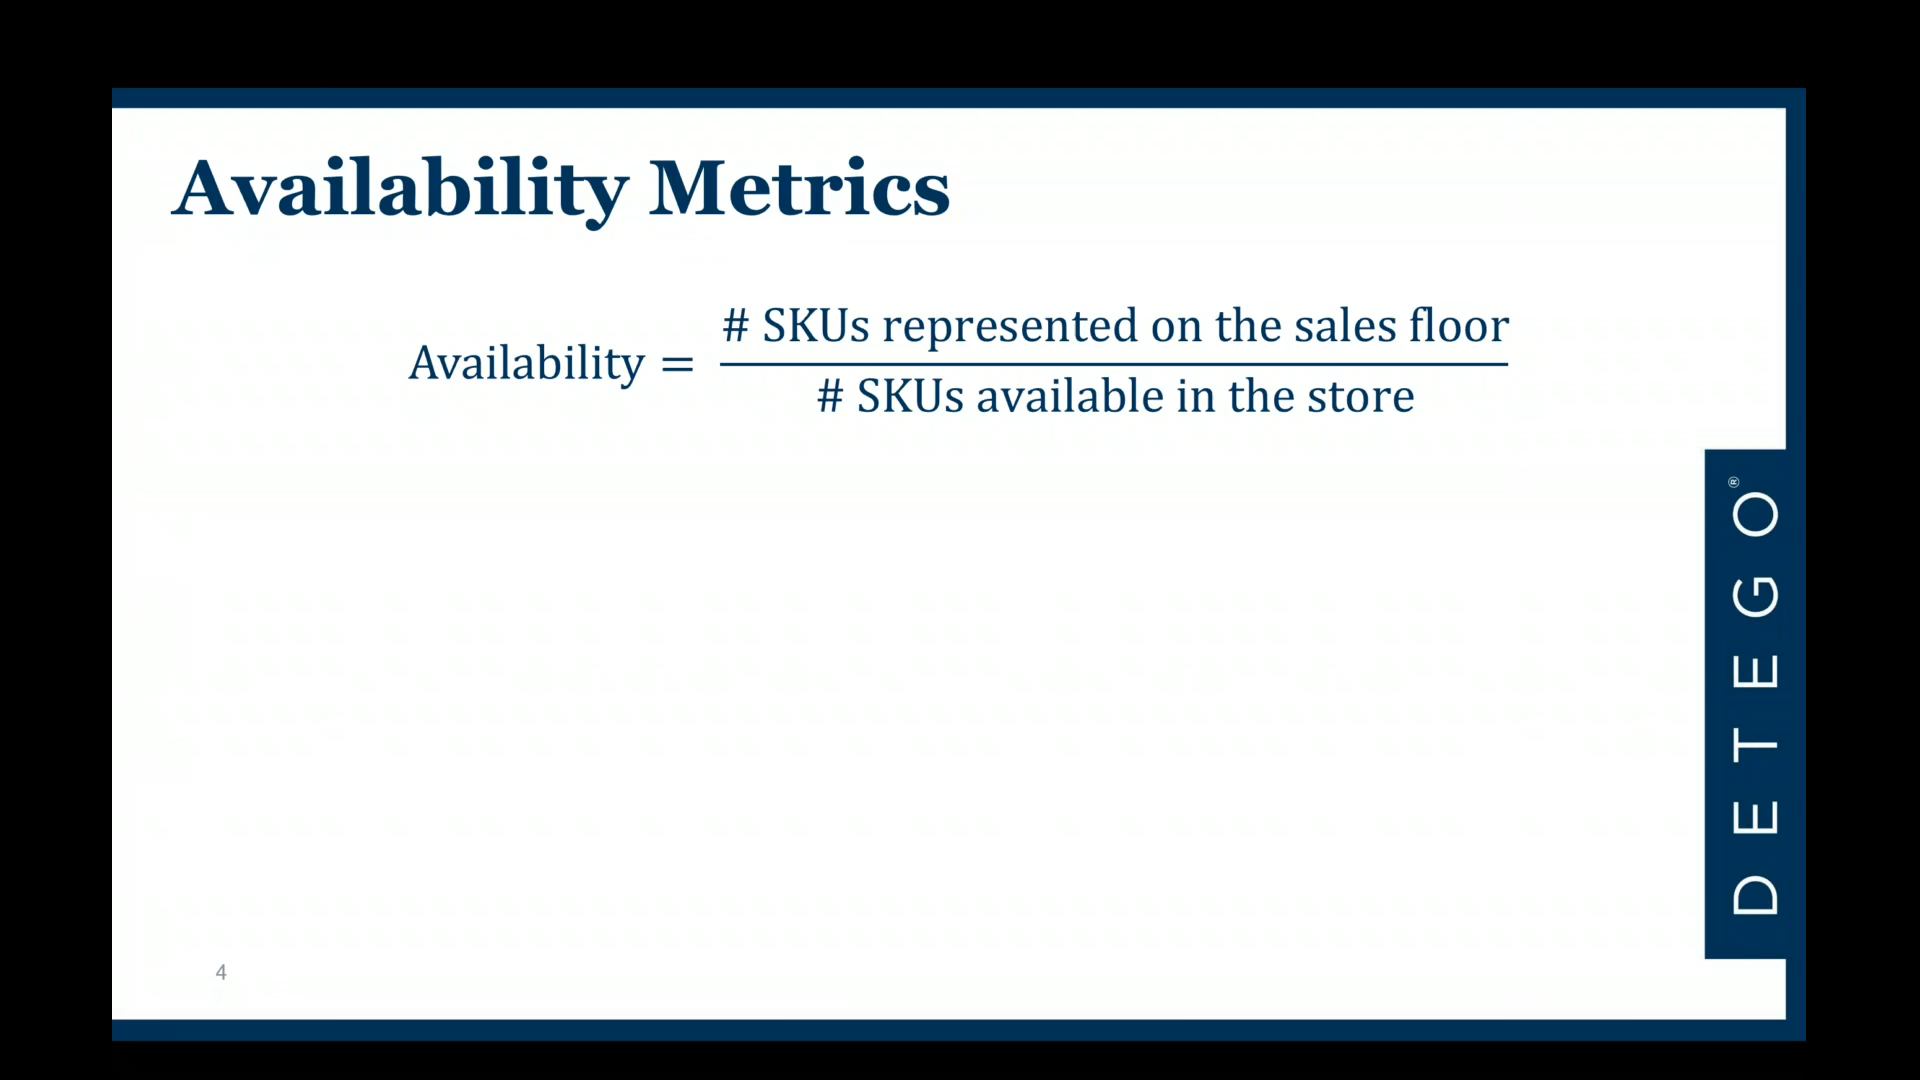 Availability Metrics
Availability = # SKUs represented on the sales floor
# SKUs available in the store
DETEGO®
4